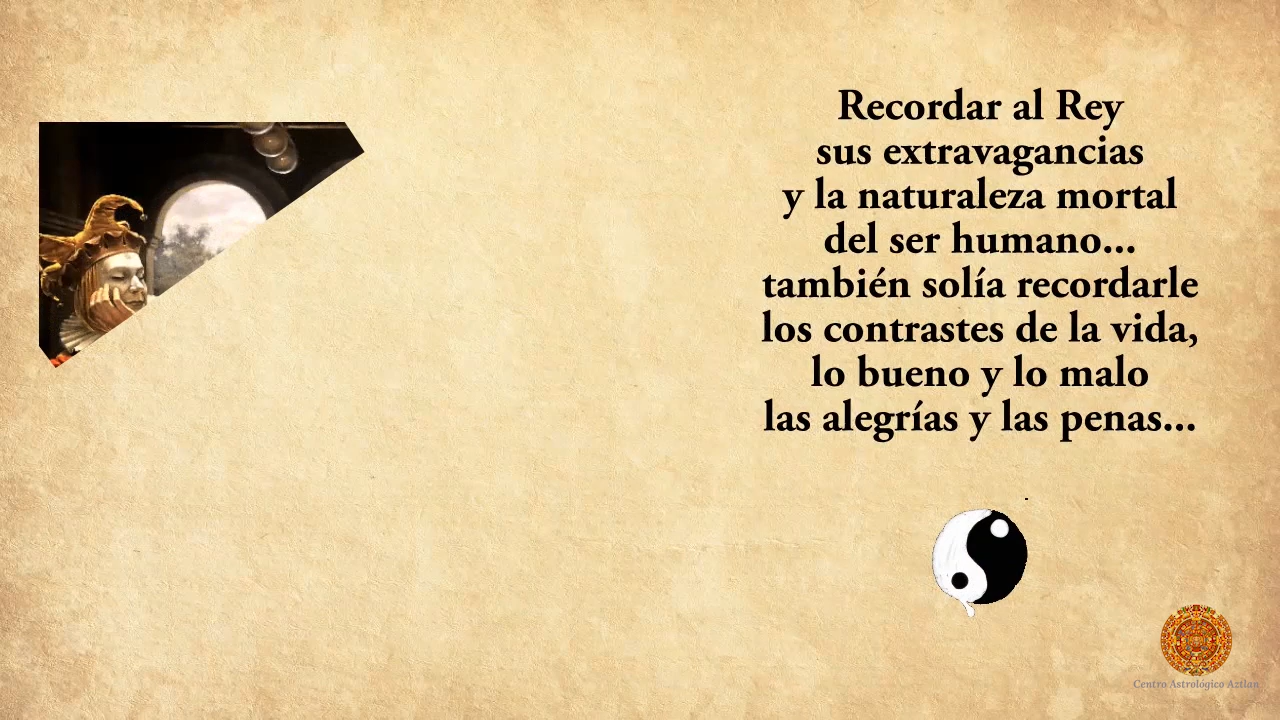 Recordar al Rey
sus extravagancias
y la naturaleza mortal
del ser humano...
también solía recordarle
los contrastes de la vida,
lo bueno y lo malo
las alegrías y las penas...
Centro Astrológico Aztlan